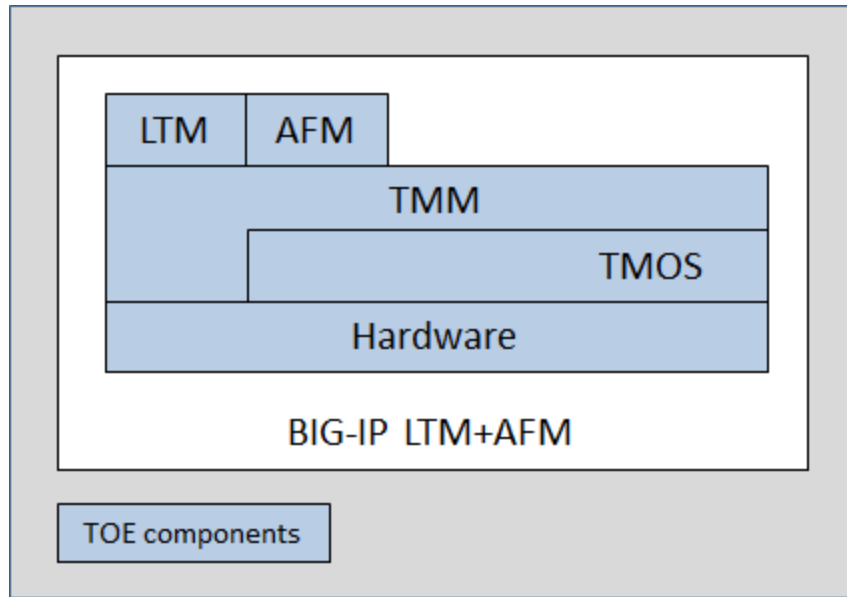 LTM AFM
TMM
TMOS
Hardware
BIG-IP LTM+AFM
TOE components